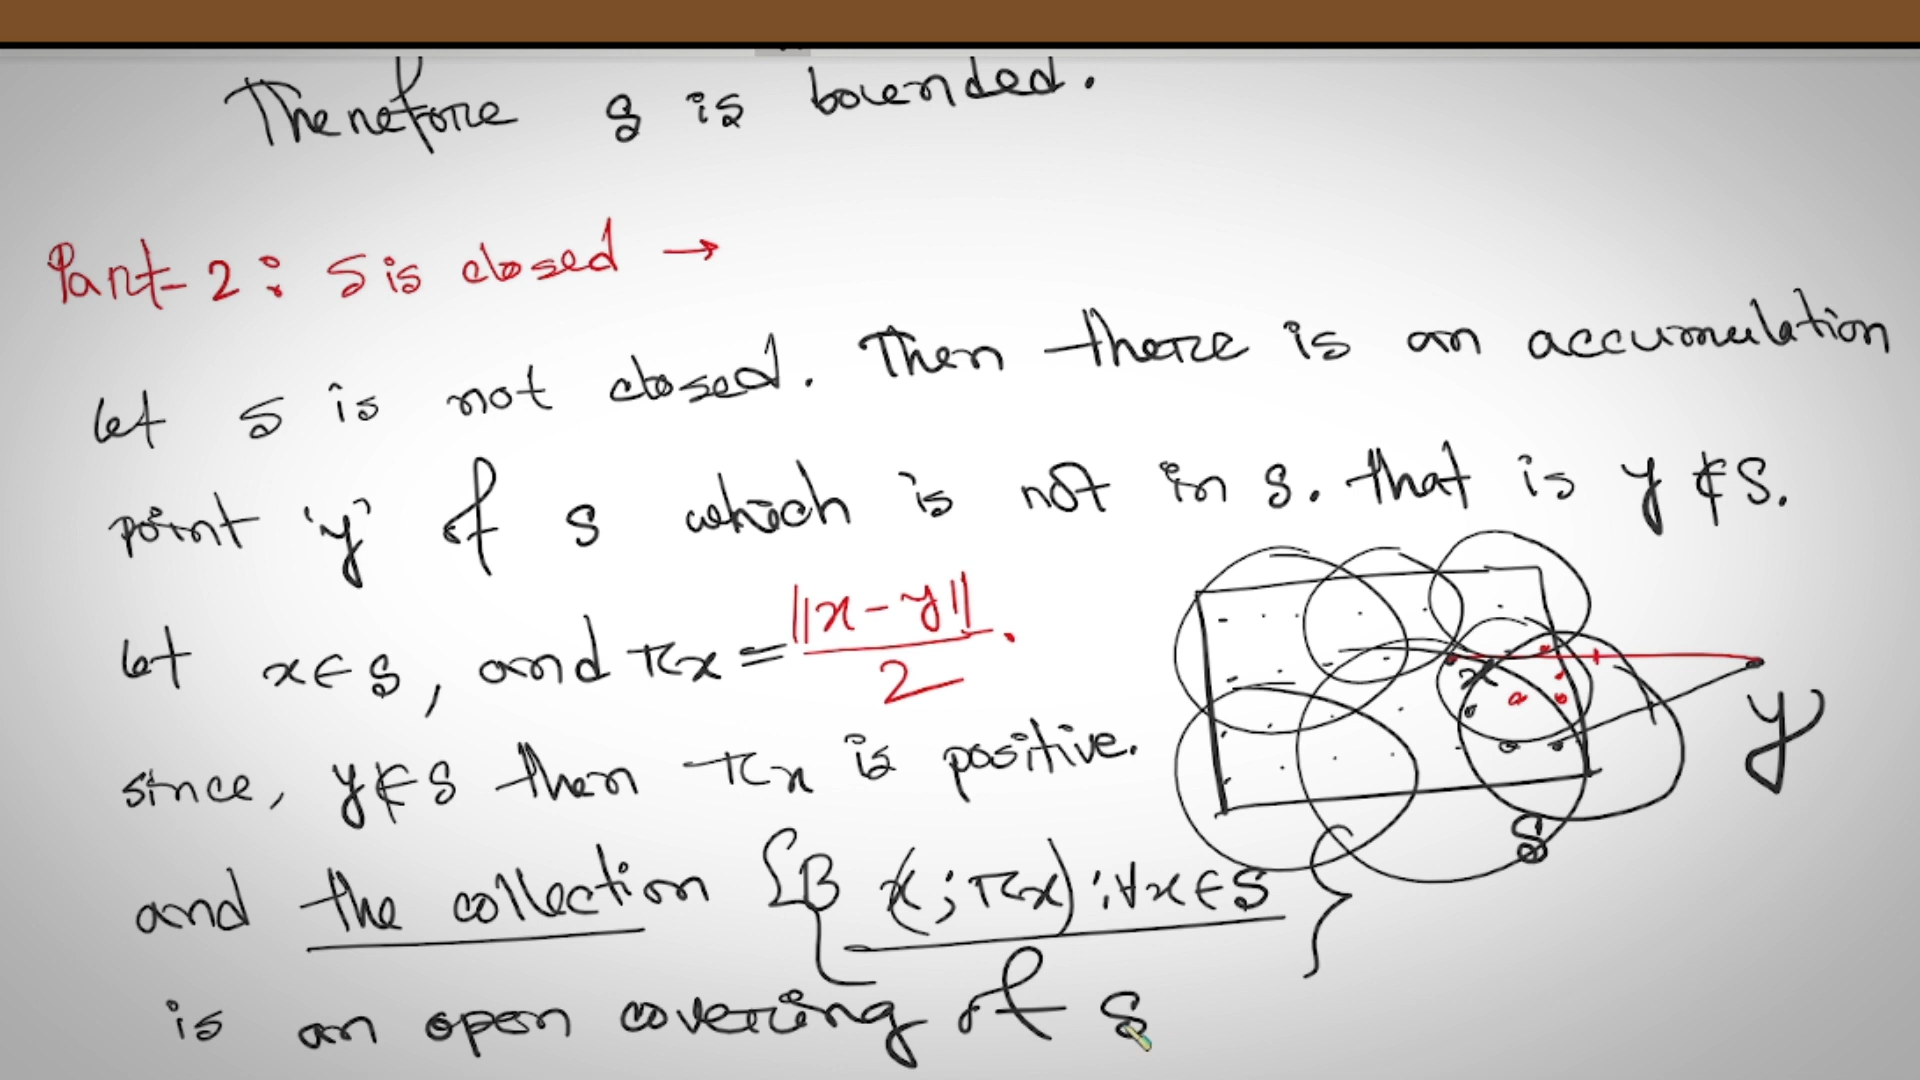 Therefore S is bounded.
Part-2: S is closed →
Let S is not closed. Then there is an accumulation
point 'y' of S which is not in S. that is y ∉ S.
Let x∈S, and rx = ||x-y||/2.
since, y∉S then rx is positive.
x
y
S
and the collection {B(x; rx) : ∀x∈S}
is an open covering of S